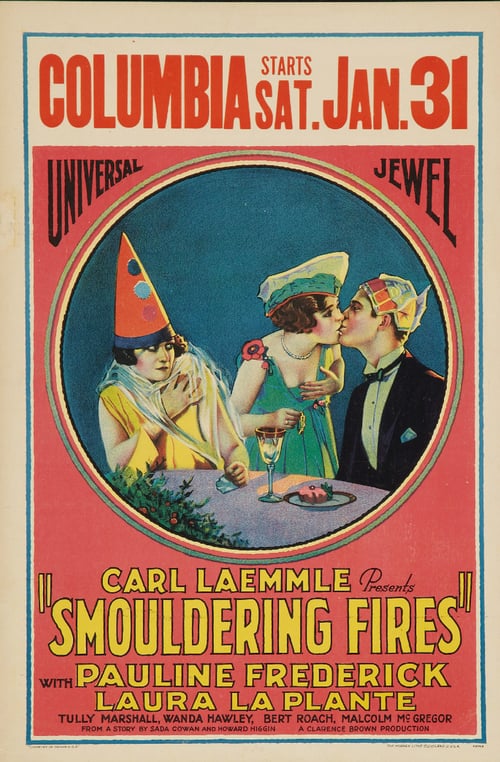 COLUMBIA STARTS SAT. JAN. 31
UNIVERSAL JEWEL
CARL LAEMMLE Presents
"SMOULDERING FIRES"
WITH PAULINE FREDERICK
LAURA LA PLANTE
TULLY MARSHALL, WANDA HAWLEY, BERT ROACH, MALCOLM McGREGOR
FROM A STORY BY SADA COWAN AND HOWARD HIGGIN A CLARENCE BROWN PRODUCTION